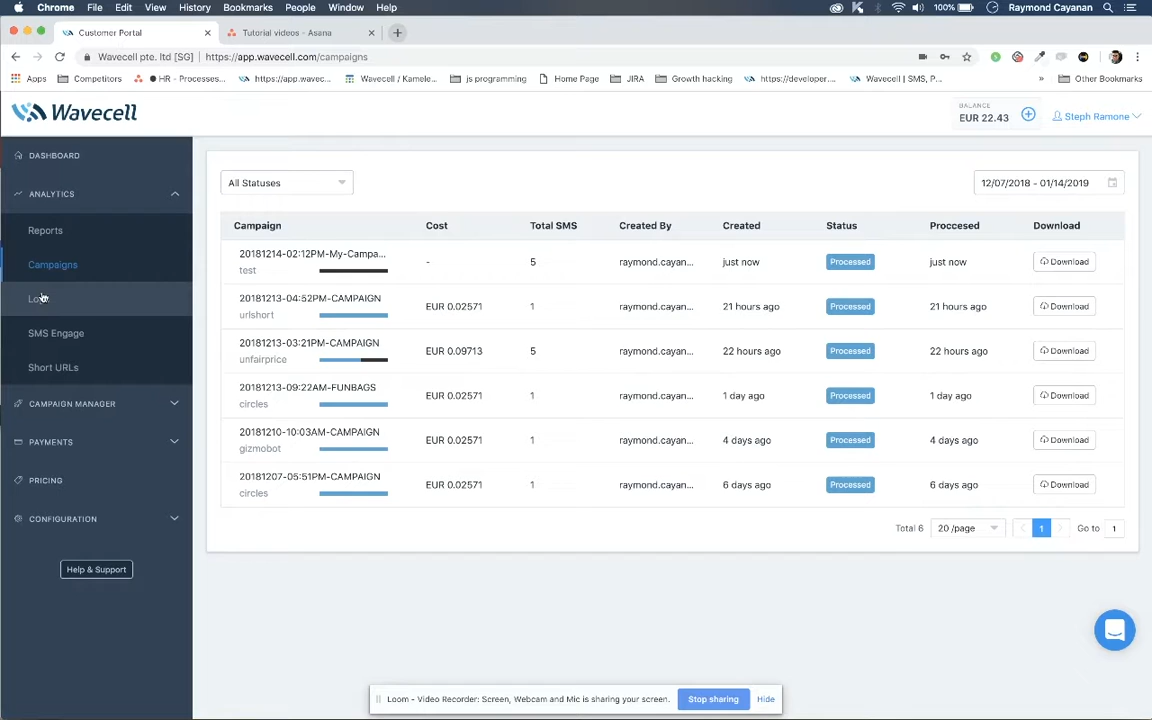 Chrome File Edit View History Bookmarks People Window Help 100% Raymond Cayanan
Customer Portal Tutorial videos - Asana
Wavecell pte. ltd [SG] https://app.wavecell.com/campaigns
Apps Competitors HR - Processes... https://app.wavec... Wavecell / Kamele... js programming Home Page JIRA Growth hacking https://developer.... Wavecell | SMS, P... » Other Bookmarks
Wavecell
BALANCE
EUR 22.43
Steph Ramone
DASHBOARD
ANALYTICS
Reports
Campaigns
SMS Engage
Short URLs
CAMPAIGN MANAGER
PAYMENTS
PRICING
CONFIGURATION
Help & Support
All Statuses
12/07/2018 - 01/14/2019
Campaign Cost Total SMS Created By Created Status Proccesed Download
20181214-02:12PM-My-Campa...
test
- 5 raymond.cayan... just now Processed just now Download
20181213-04:52PM-CAMPAIGN
urlshort
EUR 0.02571 1 raymond.cayan... 21 hours ago Processed 21 hours ago Download
20181213-03:21PM-CAMPAIGN
unfairprice
EUR 0.09713 5 raymond.cayan... 22 hours ago Processed 22 hours ago Download
20181213-09:22AM-FUNBAGS
circles
EUR 0.02571 1 raymond.cayan... 1 day ago Processed 1 day ago Download
20181210-10:03AM-CAMPAIGN
gizmobot
EUR 0.02571 1 raymond.cayan... 4 days ago Processed 4 days ago Download
20181207-05:51PM-CAMPAIGN
circles
EUR 0.02571 1 raymond.cayan... 6 days ago Processed 6 days ago Download
Total 6 20 /page 1 Go to 1
Loom - Video Recorder: Screen, Webcam and Mic is sharing your screen. Stop sharing Hide